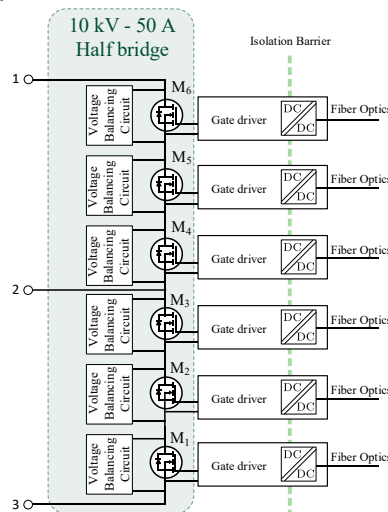 10 kV - 50 A
Half bridge
Isolation Barrier
1
M6
Voltage
Balancing
Circuit
Gate driver
DC
DC
Fiber Optics
M5
Voltage
Balancing
Circuit
Gate driver
DC
DC
Fiber Optics
M4
Voltage
Balancing
Circuit
Gate driver
DC
DC
Fiber Optics
2
M3
Voltage
Balancing
Circuit
Gate driver
DC
DC
Fiber Optics
M2
Voltage
Balancing
Circuit
Gate driver
DC
DC
Fiber Optics
M1
Voltage
Balancing
Circuit
Gate driver
DC
DC
Fiber Optics
3